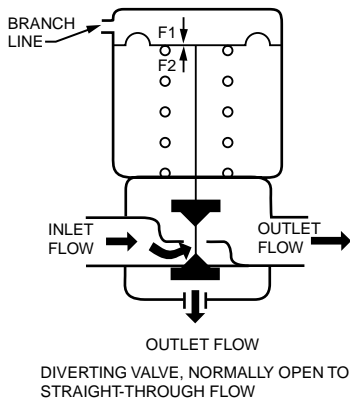 BRANCH
LINE
F1
F2
INLET
FLOW
OUTLET
FLOW
OUTLET FLOW
DIVERTING VALVE, NORMALLY OPEN TO
STRAIGHT-THROUGH FLOW